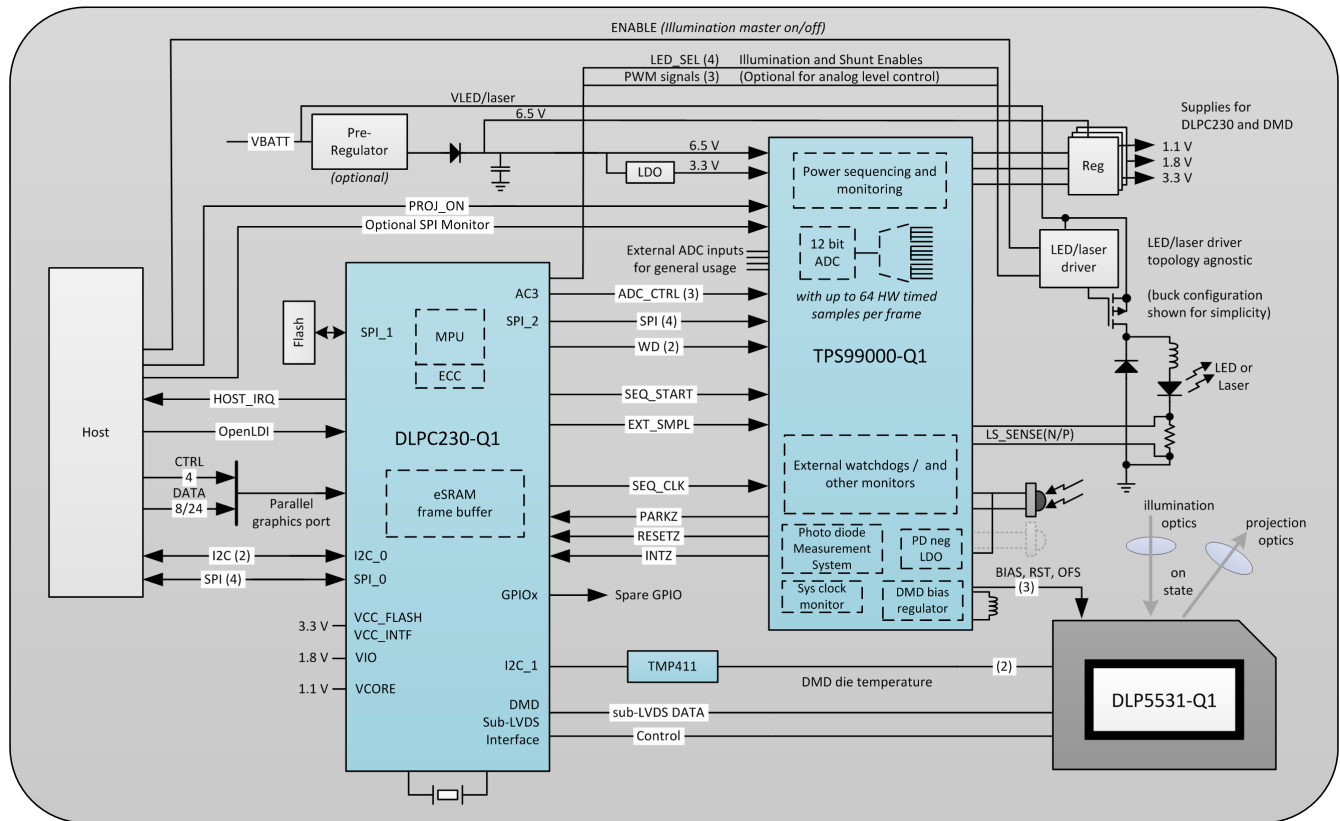 ENABLE (Illumination master on/off)
LED_SEL (4) Illumination and Shunt Enables
PWM signals (3) (Optional for analog level control)
VLED/laser
6.5 V
Supplies for
DLPC230 and DMD
VBATT
Pre-
Regulator
(optional)
6.5 V
LDO
3.3 V
Power sequencing and
monitoring
Reg
1.1 V
1.8 V
3.3 V
PROJ_ON
Optional SPI Monitor
External ADC inputs
for general usage
12 bit
ADC
with up to 64 HW timed
samples per frame
LED/laser
driver
LED/laser driver
topology agnostic
(buck configuration
shown for simplicity)
Host
Flash
SPI_1
MPU
ECC
AC3
SPI_2
ADC_CTRL (3)
SPI (4)
WD (2)
TPS99000-Q1
LED or
Laser
HOST_IRQ
OpenLDI
DLPC230-Q1
SEQ_START
EXT_SMPL
LS_SENSE(N/P)
CTRL
4
DATA
8/24
Parallel
graphics port
eSRAM
frame buffer
SEQ_CLK
PARKZ
RESETZ
INTZ
External watchdogs / and
other monitors
Photo diode
Measurement
System
PD neg
LDO
Sys clock
monitor
DMD bias
regulator
illumination
optics
projection
optics
on
state
BIAS, RST, OFS
(3)
I2C (2)
I2C_0
SPI (4)
SPI_0
GPIOx
Spare GPIO
3.3 V
VCC_FLASH
VCC_INTF
1.8 V
VIO
1.1 V
VCORE
I2C_1
TMP411
(2)
DMD die temperature
DMD
Sub-LVDS
Interface
sub-LVDS DATA
Control
DLP5531-Q1